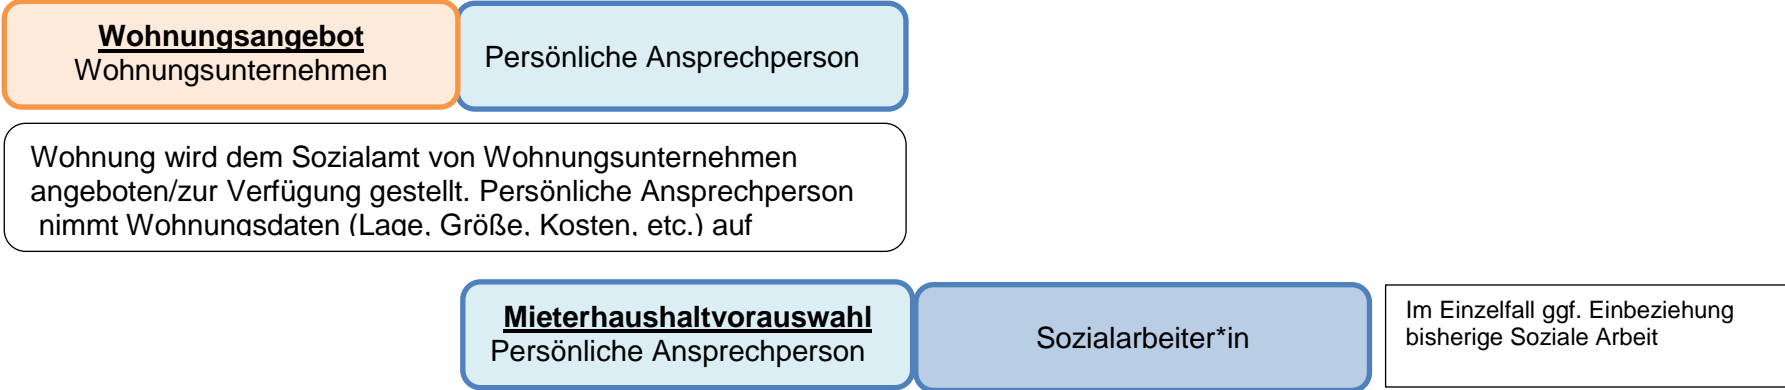 Wohnungsangebot
Wohnungsunternehmen
Persönliche Ansprechperson
Wohnung wird dem Sozialamt von Wohnungsunternehmen
angeboten/zur Verfügung gestellt. Persönliche Ansprechperson
nimmt Wohnungsdaten (Lage, Größe, Kosten, etc.) auf
Mieterhaushaltvorauswahl
Persönliche Ansprechperson
Sozialarbeiter*in
Im Einzelfall ggf. Einbeziehung
bisherige Soziale Arbeit